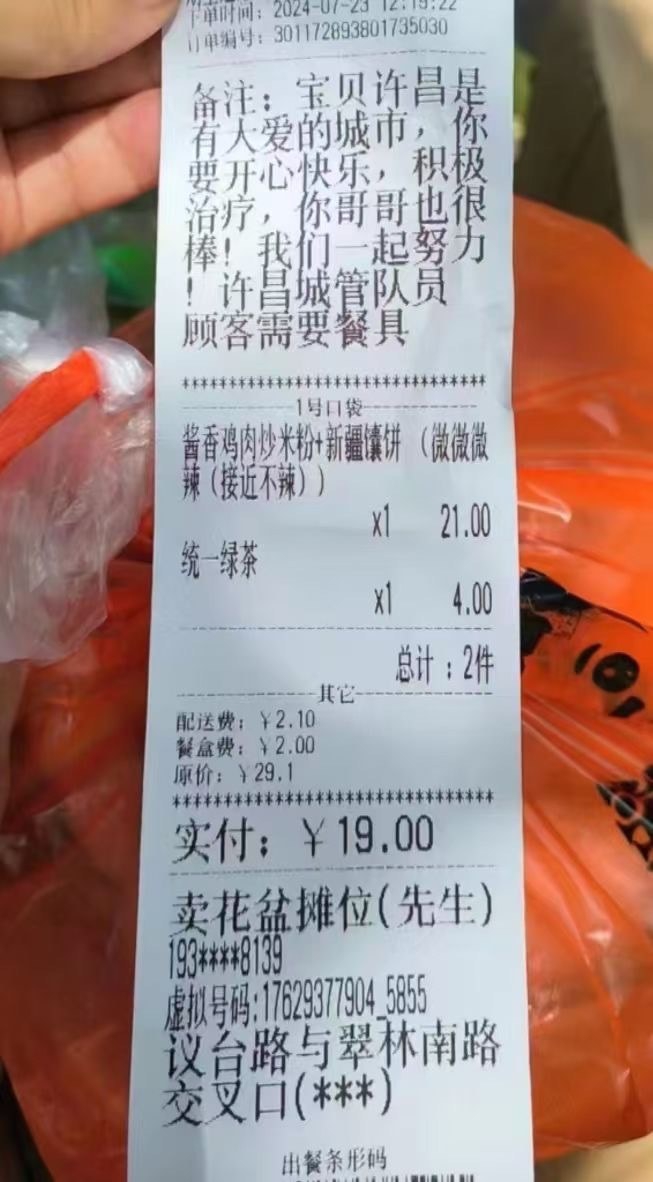 下单时间: 2024-07-23 12:19:22
订单编号: 301172893801735030
备注: 宝贝许昌是
有大爱的城市, 你
要开心快乐, 积极
治疗, 你哥哥也很
棒! 我们一起努力
! 许昌城管队员
顾客需要餐具
********************************
1号口袋
酱香鸡肉炒米粉+新疆馕饼 (微微微
辣(接近不辣))
x1 21.00
统一绿茶
x1 4.00
总计:2件
其它
配送费: ¥2.10
餐盒费: ¥2.00
原价: ¥29.1
********************************
实付: ¥19.00
卖花盆摊位(先生)
193****8139
虚拟号码:17629377904_5855
议台路与翠林南路
交叉口(***)
出餐条形码